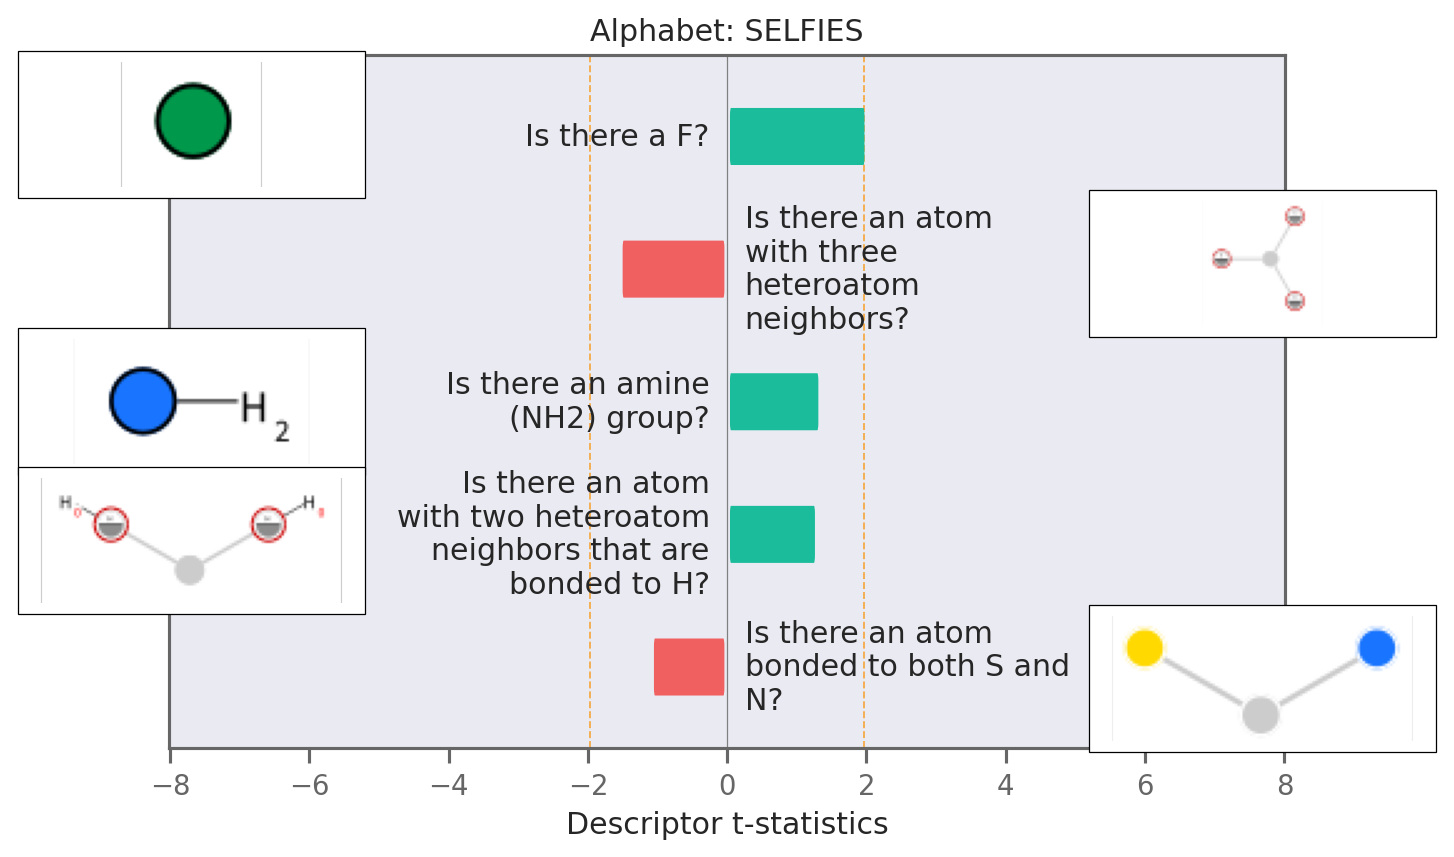 Alphabet: SELFIES
Is there a F?
Is there an atom
with three
heteroatom
neighbors?
Is there an amine
(NH2) group?
H
2
Is there an atom
with two heteroatom
neighbors that are
bonded to H?
H
H
Is there an atom
bonded to both S and
N?
−8 −6 −4 −2 0 2 4 6 8
Descriptor t-statistics